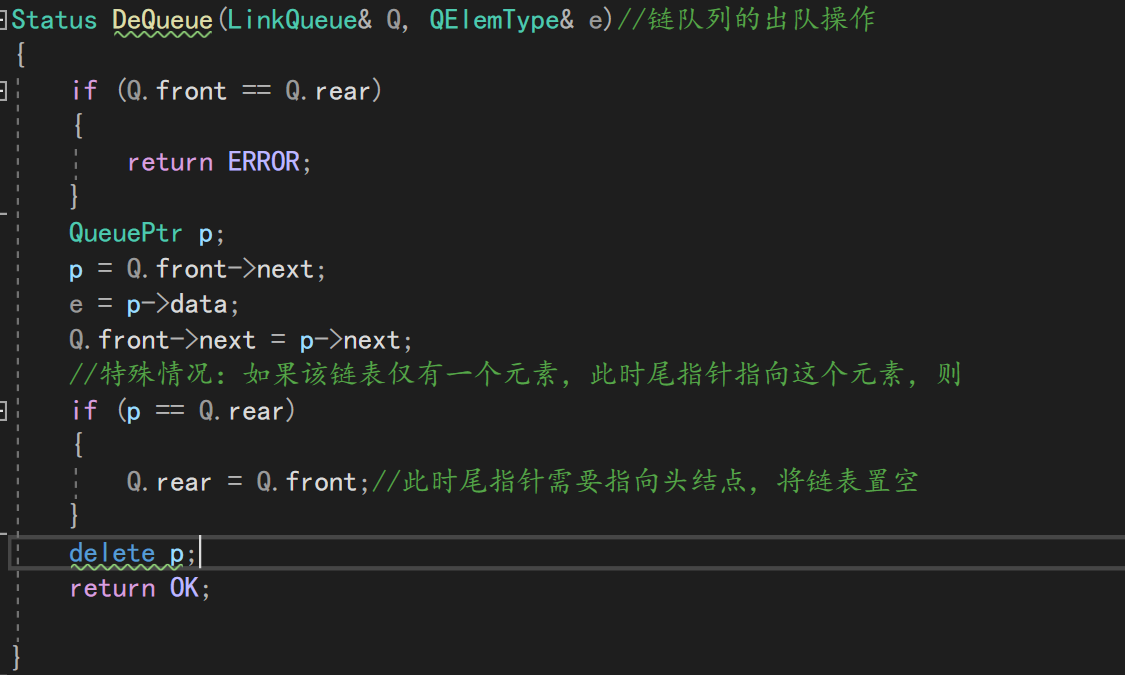 Status DeQueue(LinkQueue& Q, QElemType& e)//链队列的出队操作
{
if (Q.front == Q.rear)
{
return ERROR;
}
QueuePtr p;
p = Q.front->next;
e = p->data;
Q.front->next = p->next;
//特殊情况：如果该链表仅有一个元素，此时尾指针指向这个元素，则
if (p == Q.rear)
{
Q.rear = Q.front;//此时尾指针需要指向头结点，将链表置空
}
delete p;
return OK;
}